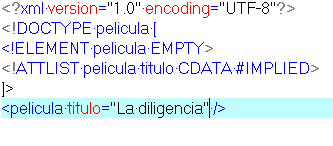 <?xml version="1.0" encoding="UTF-8"?>
<!DOCTYPE pelicula [
<!ELEMENT pelicula EMPTY>
<!ATTLIST pelicula titulo CDATA #IMPLIED>
]>
<pelicula titulo="La diligencia" />